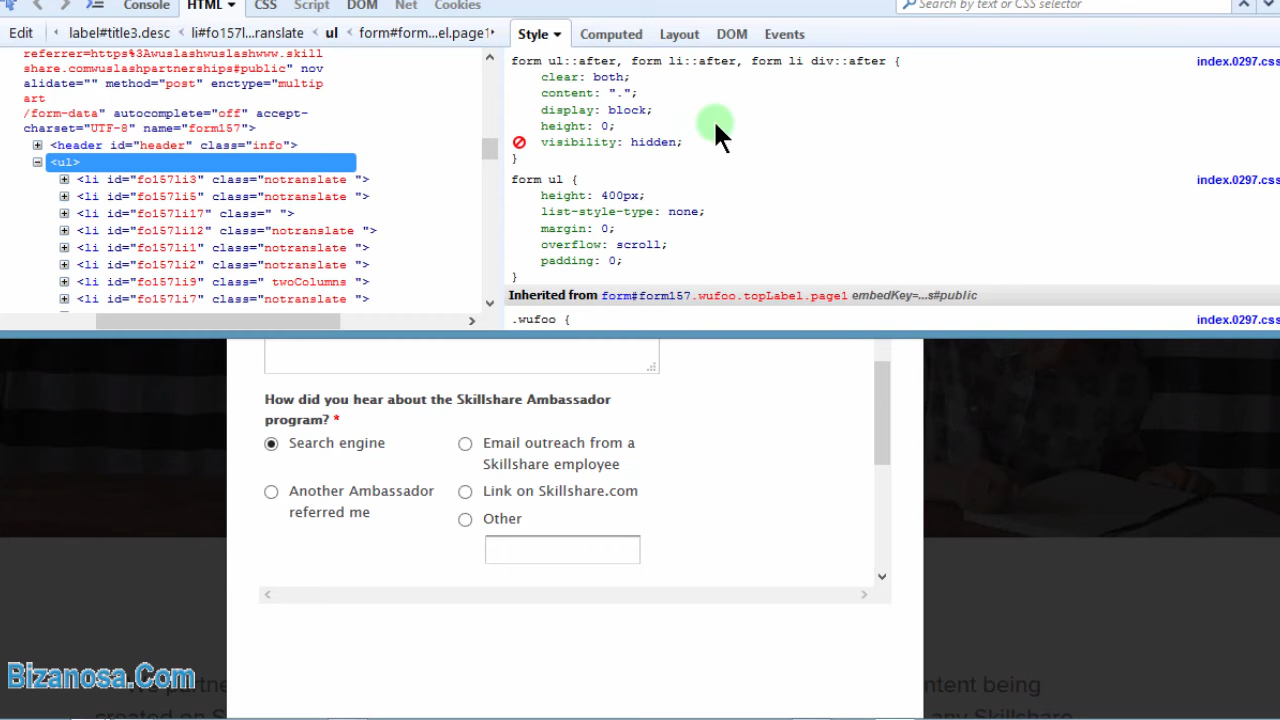 Console HTML CSS Script DOM Net Cookies Search by text or CSS selector
Edit label#title3.desc < li#fo157l...ranslate < ul < form#form...el.page1 Style Computed Layout DOM Events
referrer=https%3Awuslashwuslashwww.skill
share.comwuslashpartnerships#public" nov
alidate="" method="post" enctype="multip
art
/form-data" autocomplete="off" accept-
charset="UTF-8" name="form157">
<header id="header" class="info">
<ul>
<li id="fo157li3" class="notranslate ">
<li id="fo157li5" class="notranslate ">
<li id="fo157li17" class=" ">
<li id="fo157li12" class="notranslate ">
<li id="fo157li1" class="notranslate ">
<li id="fo157li2" class="notranslate ">
<li id="fo157li9" class=" twoColumns ">
<li id="fo157li7" class="notranslate ">
form ul::after, form li::after, form li div::after { index.0297.css
clear: both;
content: ".";
display: block;
height: 0;
visibility: hidden;
}
form ul { index.0297.css
height: 400px;
list-style-type: none;
margin: 0;
overflow: scroll;
padding: 0;
}
Inherited from form#form157.wufoo.topLabel.page1 embedKey=...s#public
.wufoo { index.0297.css
How did you hear about the Skillshare Ambassador
program? *
Search engine
Email outreach from a
Skillshare employee
Another Ambassador
referred me
Link on Skillshare.com
Other
Bizanosa.Com
We partne
ntent being
created on S
any Skillshare